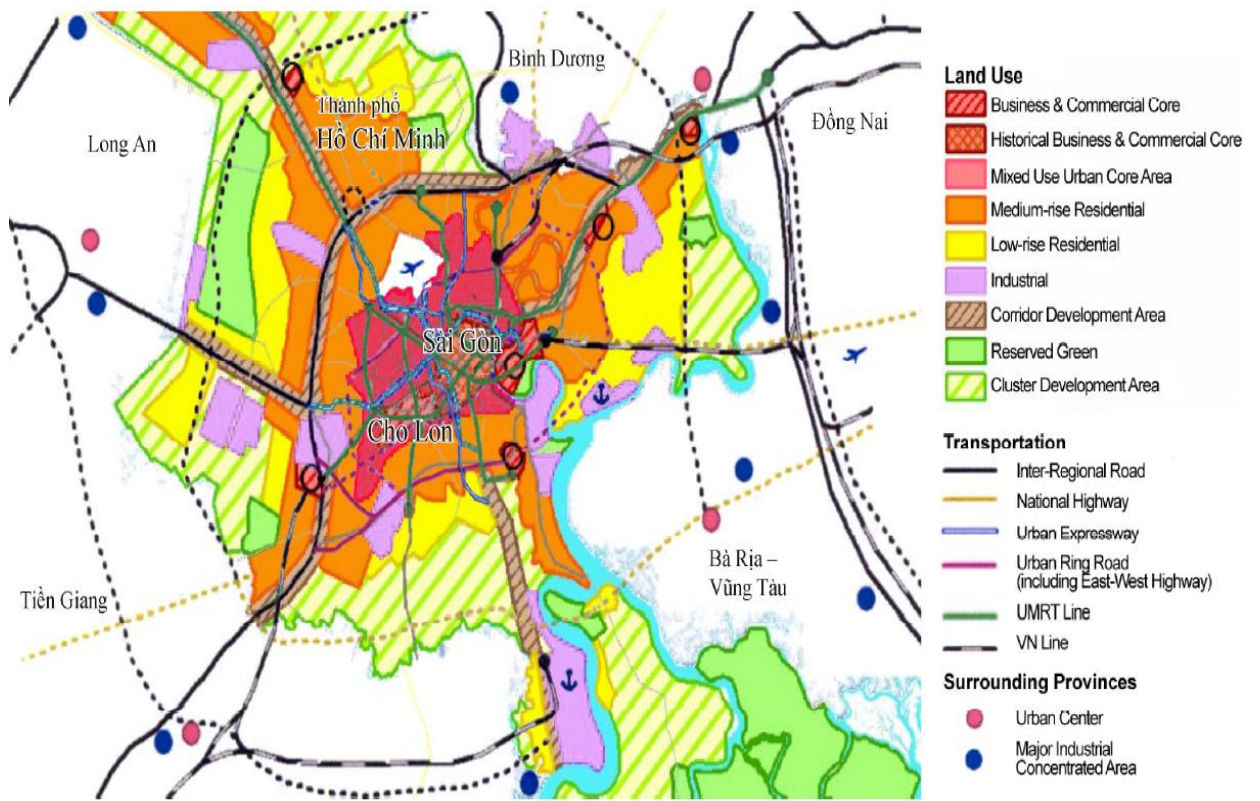 Bình Dương
Thành phố
Hồ Chí Minh
Long An
Đồng Nai
Sài Gòn
Cho Lon
Bà Rịa –
Vũng Tàu
Tiền Giang
Land Use
Business & Commercial Core
Historical Business & Commercial Core
Mixed Use Urban Core Area
Medium-rise Residential
Low-rise Residential
Industrial
Corridor Development Area
Reserved Green
Cluster Development Area
Transportation
Inter-Regional Road
National Highway
Urban Expressway
Urban Ring Road
(including East-West Highway)
UMRT Line
VN Line
Surrounding Provinces
Urban Center
Major Industrial
Concentrated Area